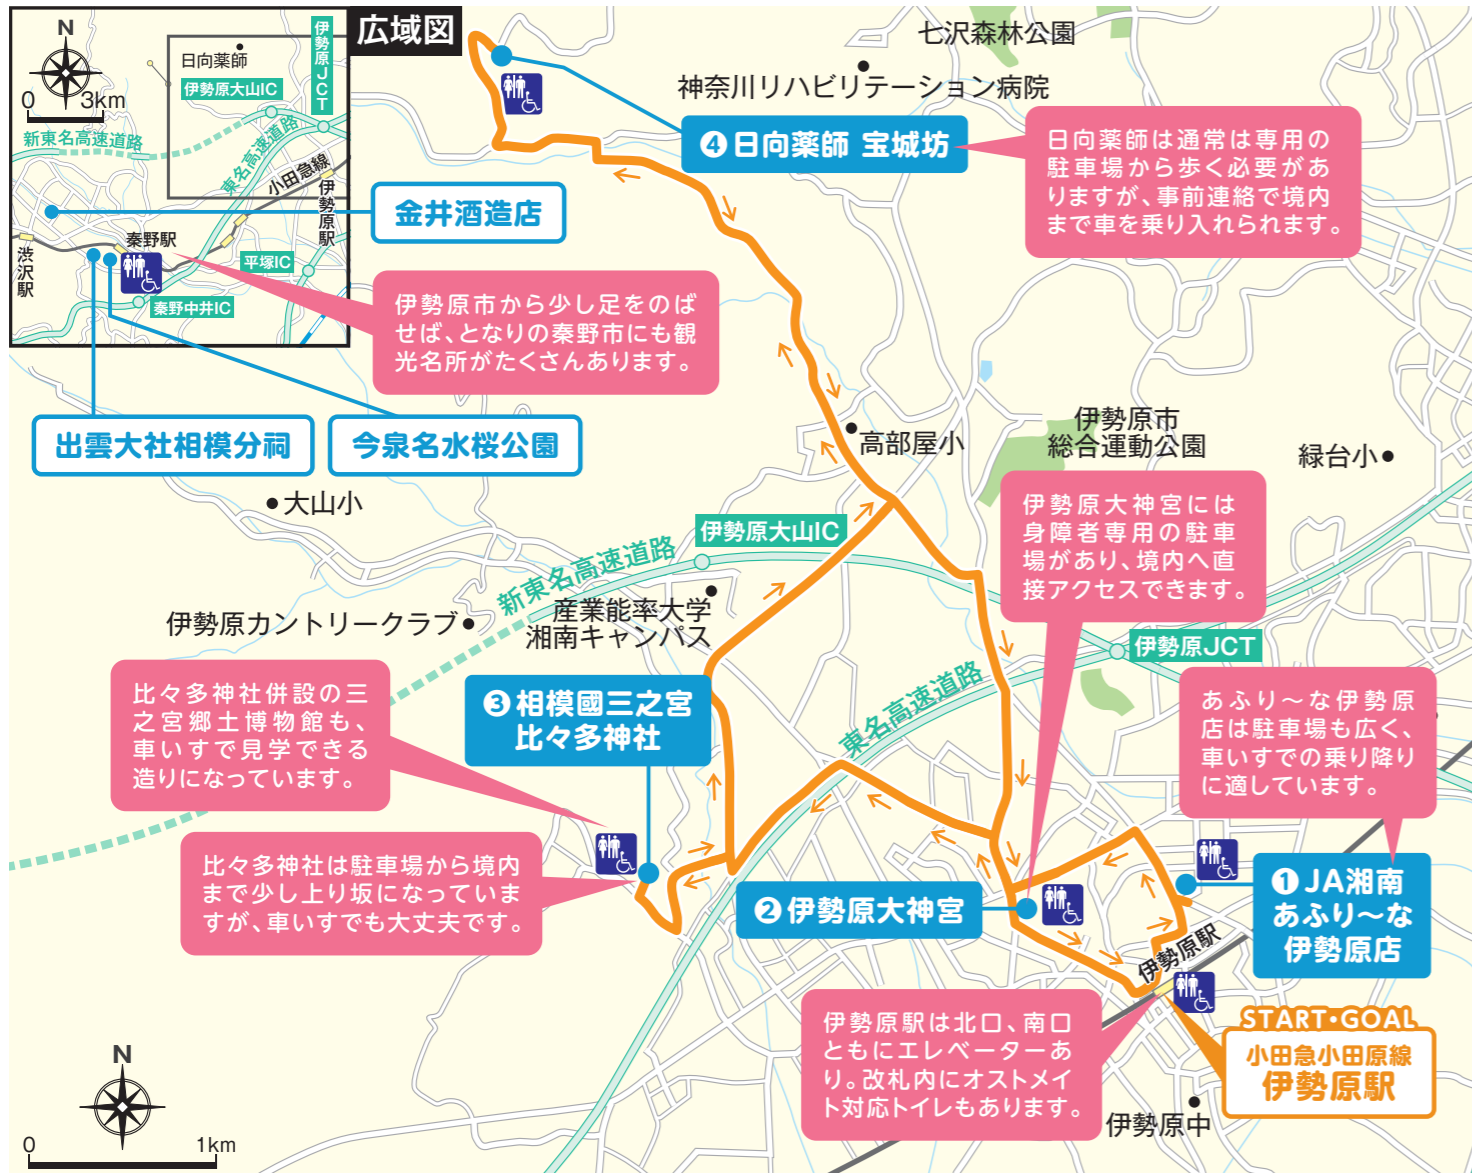 広域図
N
0 3km
日向薬師
伊勢原大山IC
伊勢原JCT
新東名高速道路
東名高速道路
小田急線
伊勢原駅
秦野駅
渋沢駅
平塚IC
秦野中井IC
金井酒造店
出雲大社相模分祠
今泉名水桜公園
伊勢原市から少し足をのば
せば、となりの秦野市にも観
光名所がたくさんあります。
七沢森林公園
神奈川リハビリテーション病院
❹日向薬師 宝城坊
日向薬師は通常は専用の
駐車場から歩く必要があ
りますが、事前連絡で境内
まで車を乗り入れられます。
高部屋小
伊勢原市
総合運動公園
緑台小
大山小
伊勢原大山IC
新東名高速道路
産業能率大学
湘南キャンパス
伊勢原カントリークラブ
伊勢原大神宮には
身障者専用の駐車
場があり、境内へ直
接アクセスできます。
伊勢原JCT
東名高速道路
❸相模國三之宮
比々多神社
比々多神社併設の三
之宮郷土博物館も、
車いすで見学できる
造りになっています。
比々多神社は駐車場から境内
まで少し上り坂になっていま
すが、車いすでも大丈夫です。
あふり〜な伊勢原
店は駐車場も広く、
車いすでの乗り降り
に適しています。
❶JA湘南
あふり〜な
伊勢原店
❷伊勢原大神宮
伊勢原駅
伊勢原駅は北口、南口
ともにエレベーターあ
り。改札内にオストメイ
ト対応トイレもあります。
START・GOAL
小田急小田原線
伊勢原駅
伊勢原中
N
0 1km